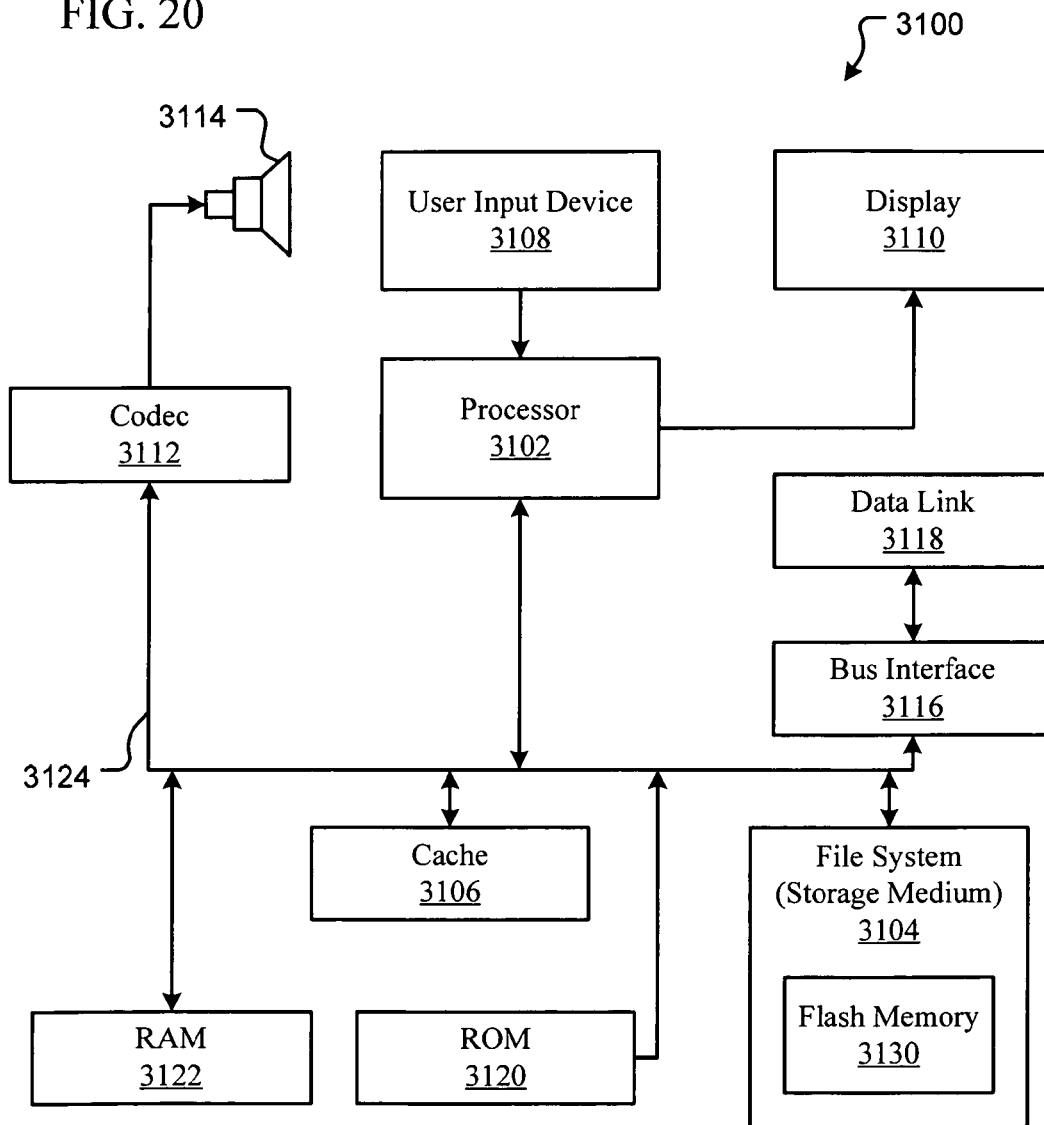 FIG. 20
3100
3114
User Input Device
3108
Display
3110
Codec
3112
Processor
3102
Data Link
3118
Bus Interface
3116
3124
Cache
3106
File System
(Storage Medium)
3104
Flash Memory
3130
RAM
3122
ROM
3120